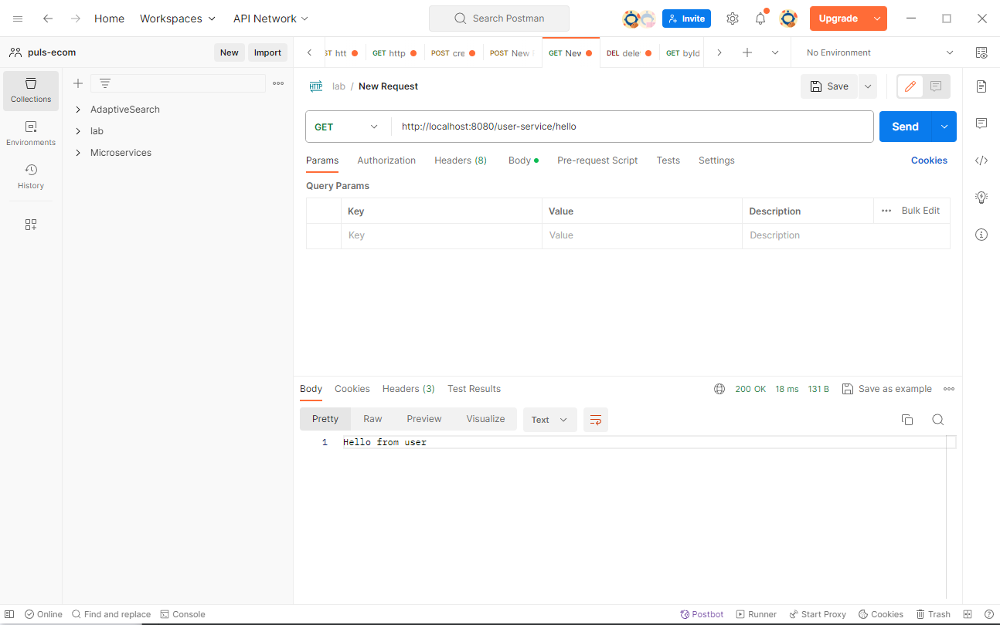 Home Workspaces API Network Search Postman Invite Upgrade
puls-ecom New Import ST htt GET http POST cre POST New GET New DEL delet GET byId No Environment
Collections
Environments
History
AdaptiveSearch
lab
Microservices
HTTP lab / New Request Save
GET http://localhost:8080/user-service/hello Send
Params Authorization Headers (8) Body Pre-request Script Tests Settings Cookies
Query Params
Key Value Description ••• Bulk Edit
Key Value Description
Body Cookies Headers (3) Test Results 200 OK 18 ms 131 B Save as example
Pretty Raw Preview Visualize Text
1 Hello from user
Online Find and replace Console Postbot Runner Start Proxy Cookies Trash